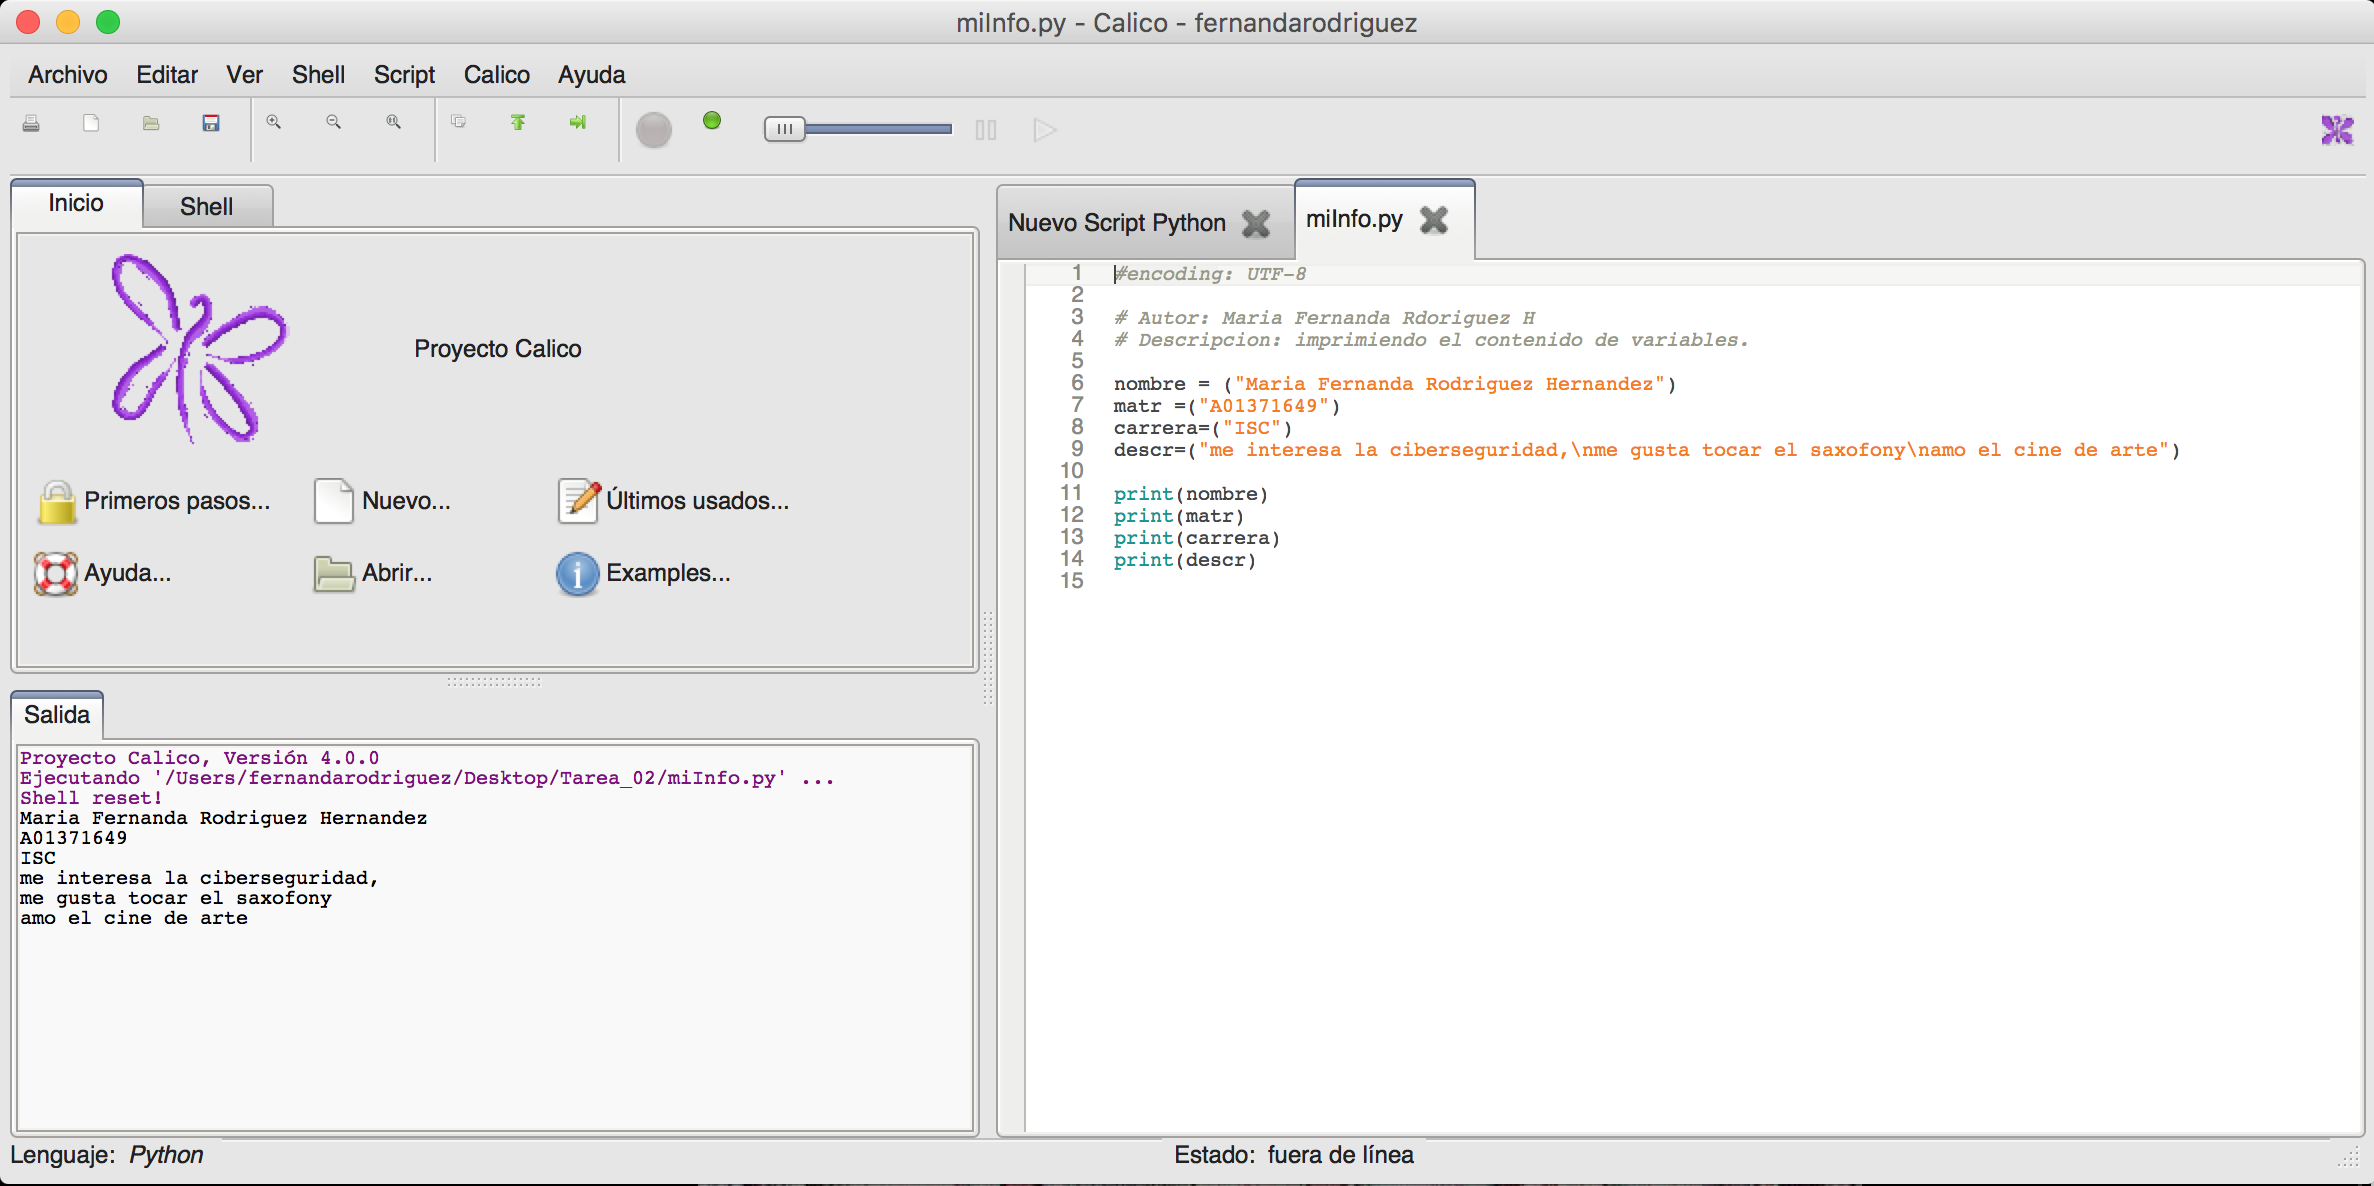 miInfo.py - Calico - fernandarodriguez
Archivo Editar Ver Shell Script Calico Ayuda
Inicio Shell
Proyecto Calico
Primeros pasos... Nuevo... Últimos usados...
Ayuda... Abrir... Examples...
Salida
Proyecto Calico, Versión 4.0.0
Ejecutando '/Users/fernandarodriguez/Desktop/Tarea_02/miInfo.py' ...
Shell reset!
Maria Fernanda Rodriguez Hernandez
A01371649
ISC
me interesa la ciberseguridad,
me gusta tocar el saxofony
amo el cine de arte
Nuevo Script Python miInfo.py
1 #encoding: UTF-8
2
3 # Autor: Maria Fernanda Rdoriguez H
4 # Descripcion: imprimiendo el contenido de variables.
5
6 nombre = ("Maria Fernanda Rodriguez Hernandez")
7 matr =("A01371649")
8 carrera=("ISC")
9 descr=("me interesa la ciberseguridad,\nme gusta tocar el saxofony\namo el cine de arte")
10
11 print(nombre)
12 print(matr)
13 print(carrera)
14 print(descr)
15
Lenguaje: Python
Estado: fuera de línea